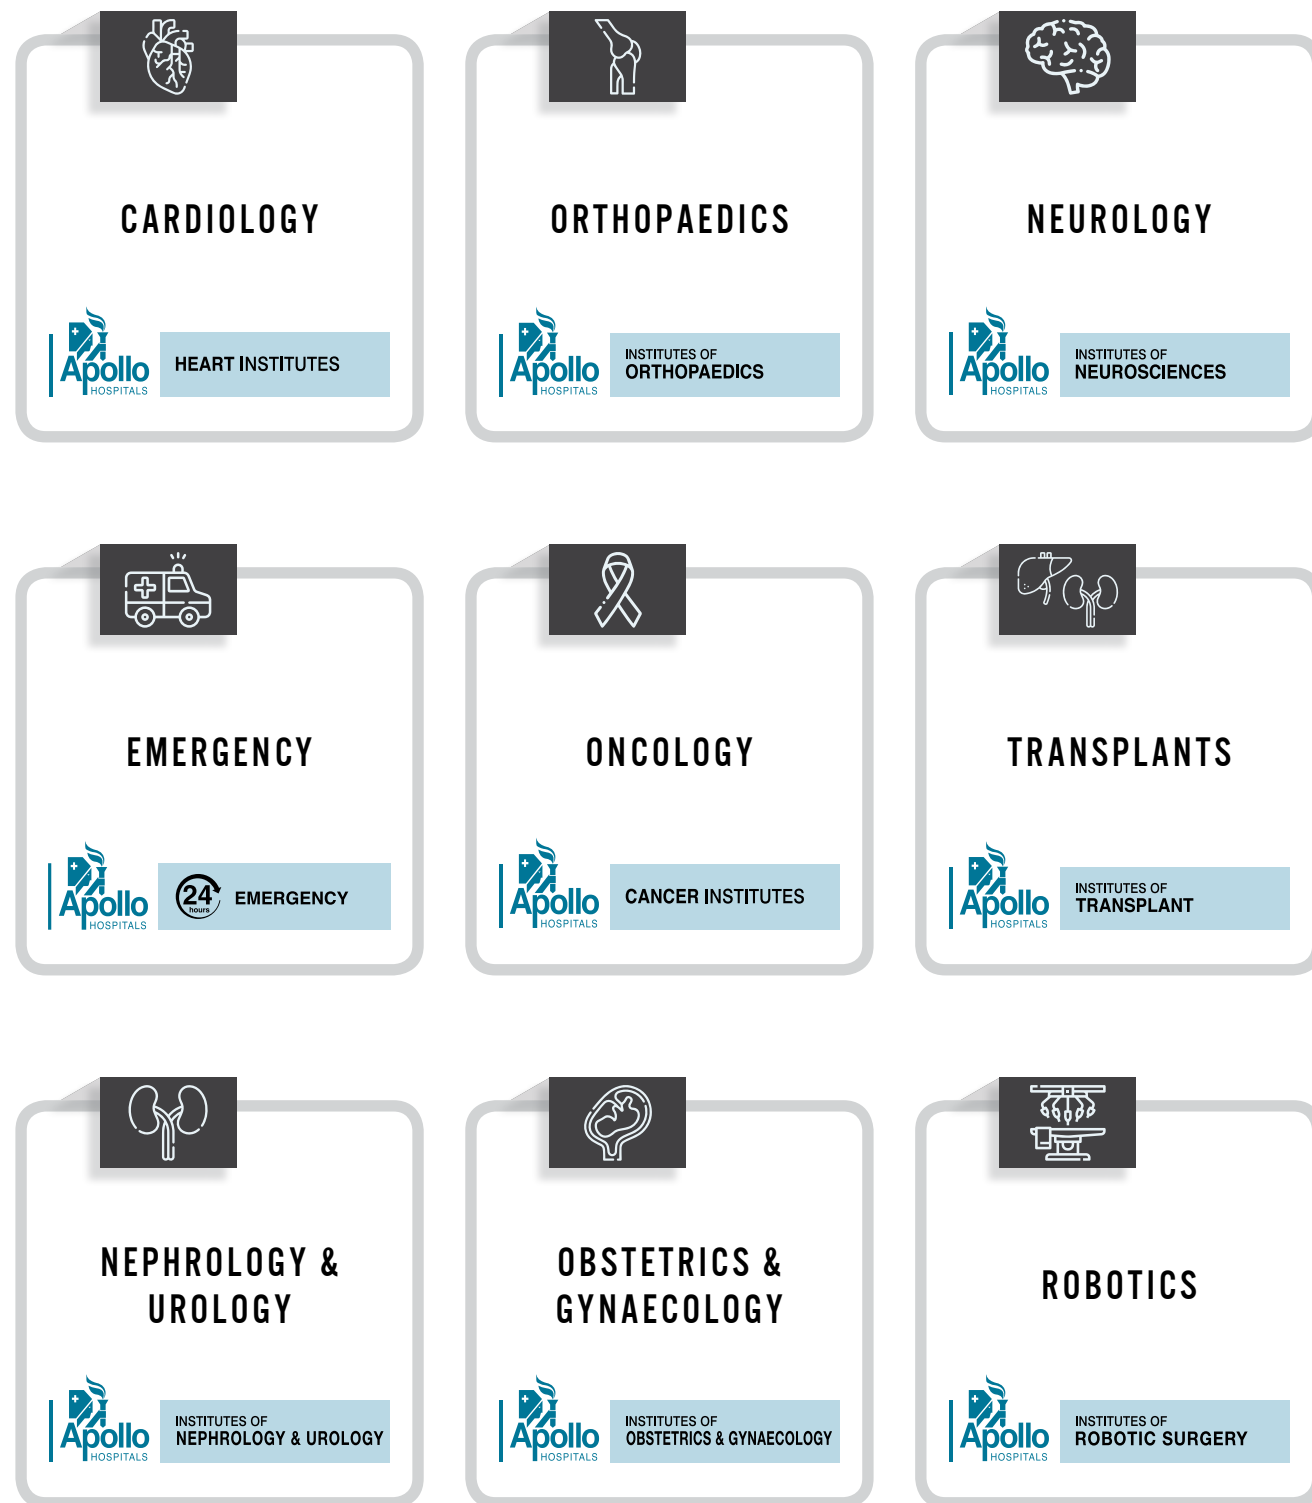 CARDIOLOGY
Apollo
HOSPITALS
HEART INSTITUTES
ORTHOPAEDICS
Apollo
HOSPITALS
INSTITUTES OF
ORTHOPAEDICS
NEUROLOGY
Apollo
HOSPITALS
INSTITUTES OF
NEUROSCIENCES
EMERGENCY
Apollo
HOSPITALS
24
hours
EMERGENCY
ONCOLOGY
Apollo
HOSPITALS
CANCER INSTITUTES
TRANSPLANTS
Apollo
HOSPITALS
INSTITUTES OF
TRANSPLANT
NEPHROLOGY &
UROLOGY
Apollo
HOSPITALS
INSTITUTES OF
NEPHROLOGY & UROLOGY
OBSTETRICS &
GYNAECOLOGY
Apollo
HOSPITALS
INSTITUTES OF
OBSTETRICS & GYNAECOLOGY
ROBOTICS
Apollo
HOSPITALS
INSTITUTES OF
ROBOTIC SURGERY